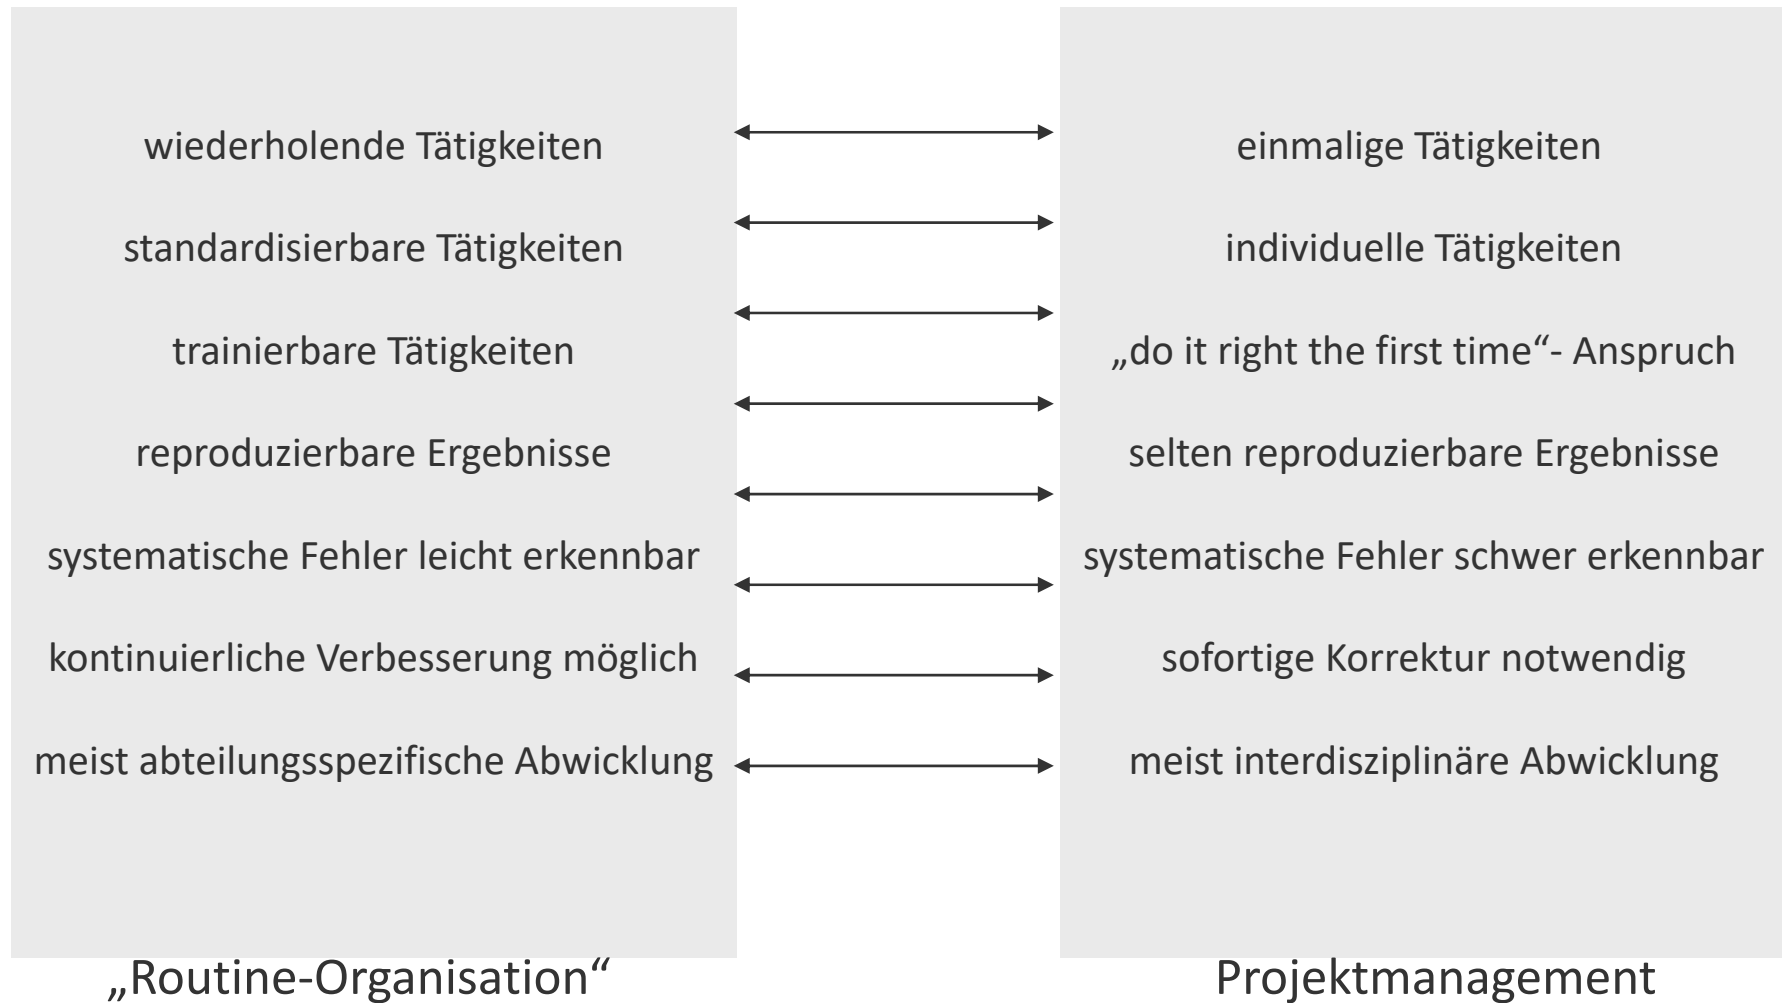 wiederholende Tätigkeiten
einmalige Tätigkeiten
standardisierbare Tätigkeiten
individuelle Tätigkeiten
trainierbare Tätigkeiten
„do it right the first time“- Anspruch
reproduzierbare Ergebnisse
selten reproduzierbare Ergebnisse
systematische Fehler leicht erkennbar
systematische Fehler schwer erkennbar
kontinuierliche Verbesserung möglich
sofortige Korrektur notwendig
meist abteilungsspezifische Abwicklung
meist interdisziplinäre Abwicklung
„Routine-Organisation“
Projektmanagement